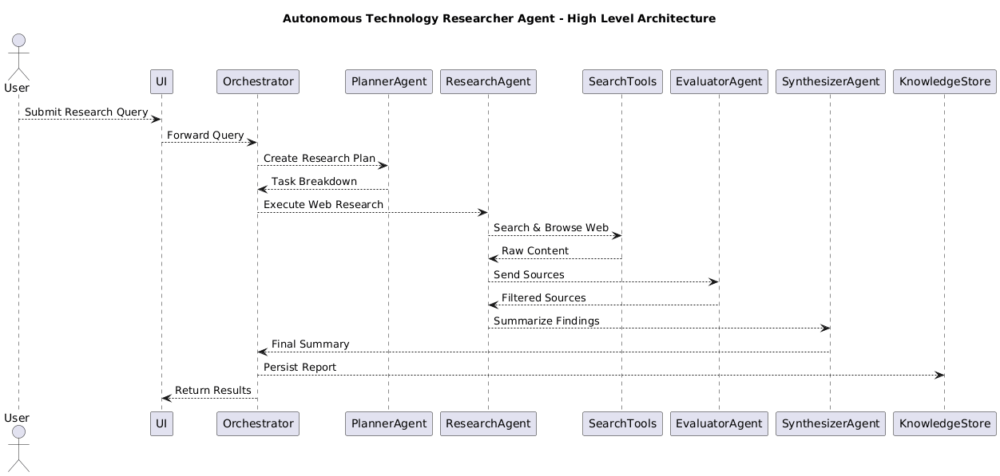 Autonomous Technology Researcher Agent - High Level Architecture
User
UI
Orchestrator
PlannerAgent
ResearchAgent
SearchTools
EvaluatorAgent
SynthesizerAgent
KnowledgeStore
Submit Research Query
Forward Query
Create Research Plan
Task Breakdown
Execute Web Research
Search & Browse Web
Raw Content
Send Sources
Filtered Sources
Summarize Findings
Final Summary
Persist Report
Return Results
User
UI
Orchestrator
PlannerAgent
ResearchAgent
SearchTools
EvaluatorAgent
SynthesizerAgent
KnowledgeStore